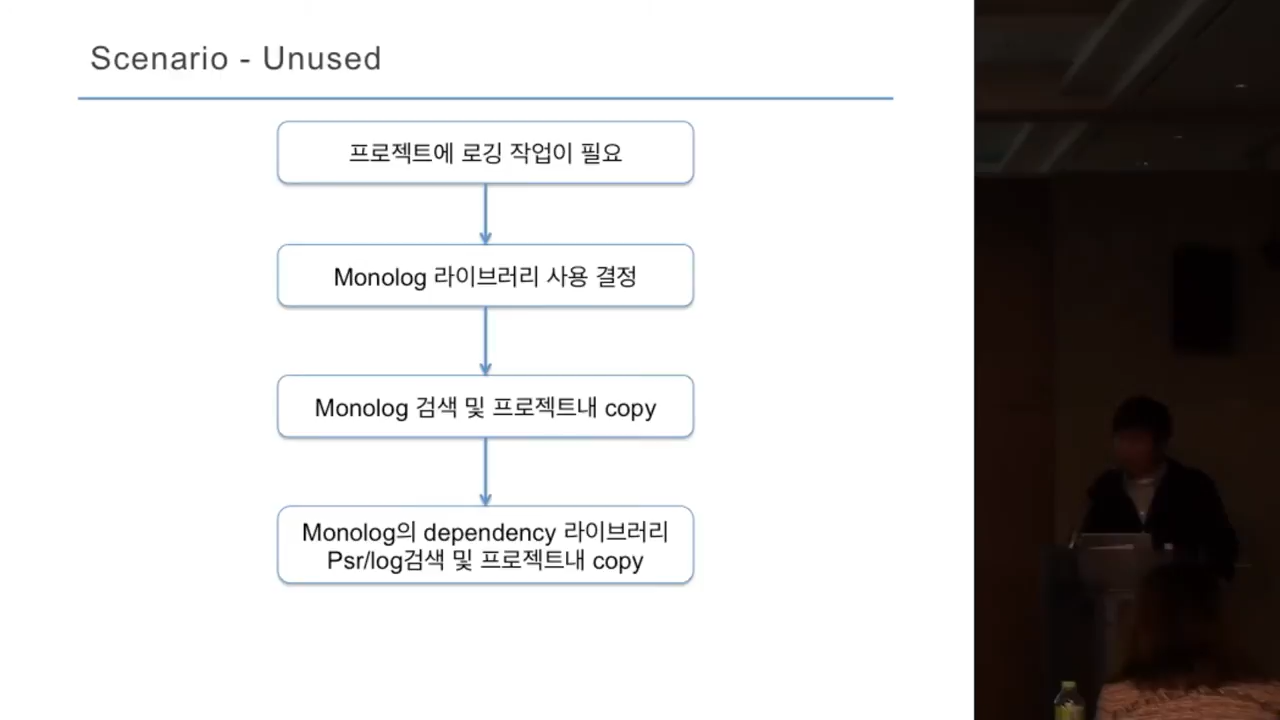 Scenario - Unused
프로젝트에 로깅 작업이 필요
Monolog 라이브러리 사용 결정
Monolog 검색 및 프로젝트내 copy
Monolog의 dependency 라이브러리
Psr/log검색 및 프로젝트내 copy